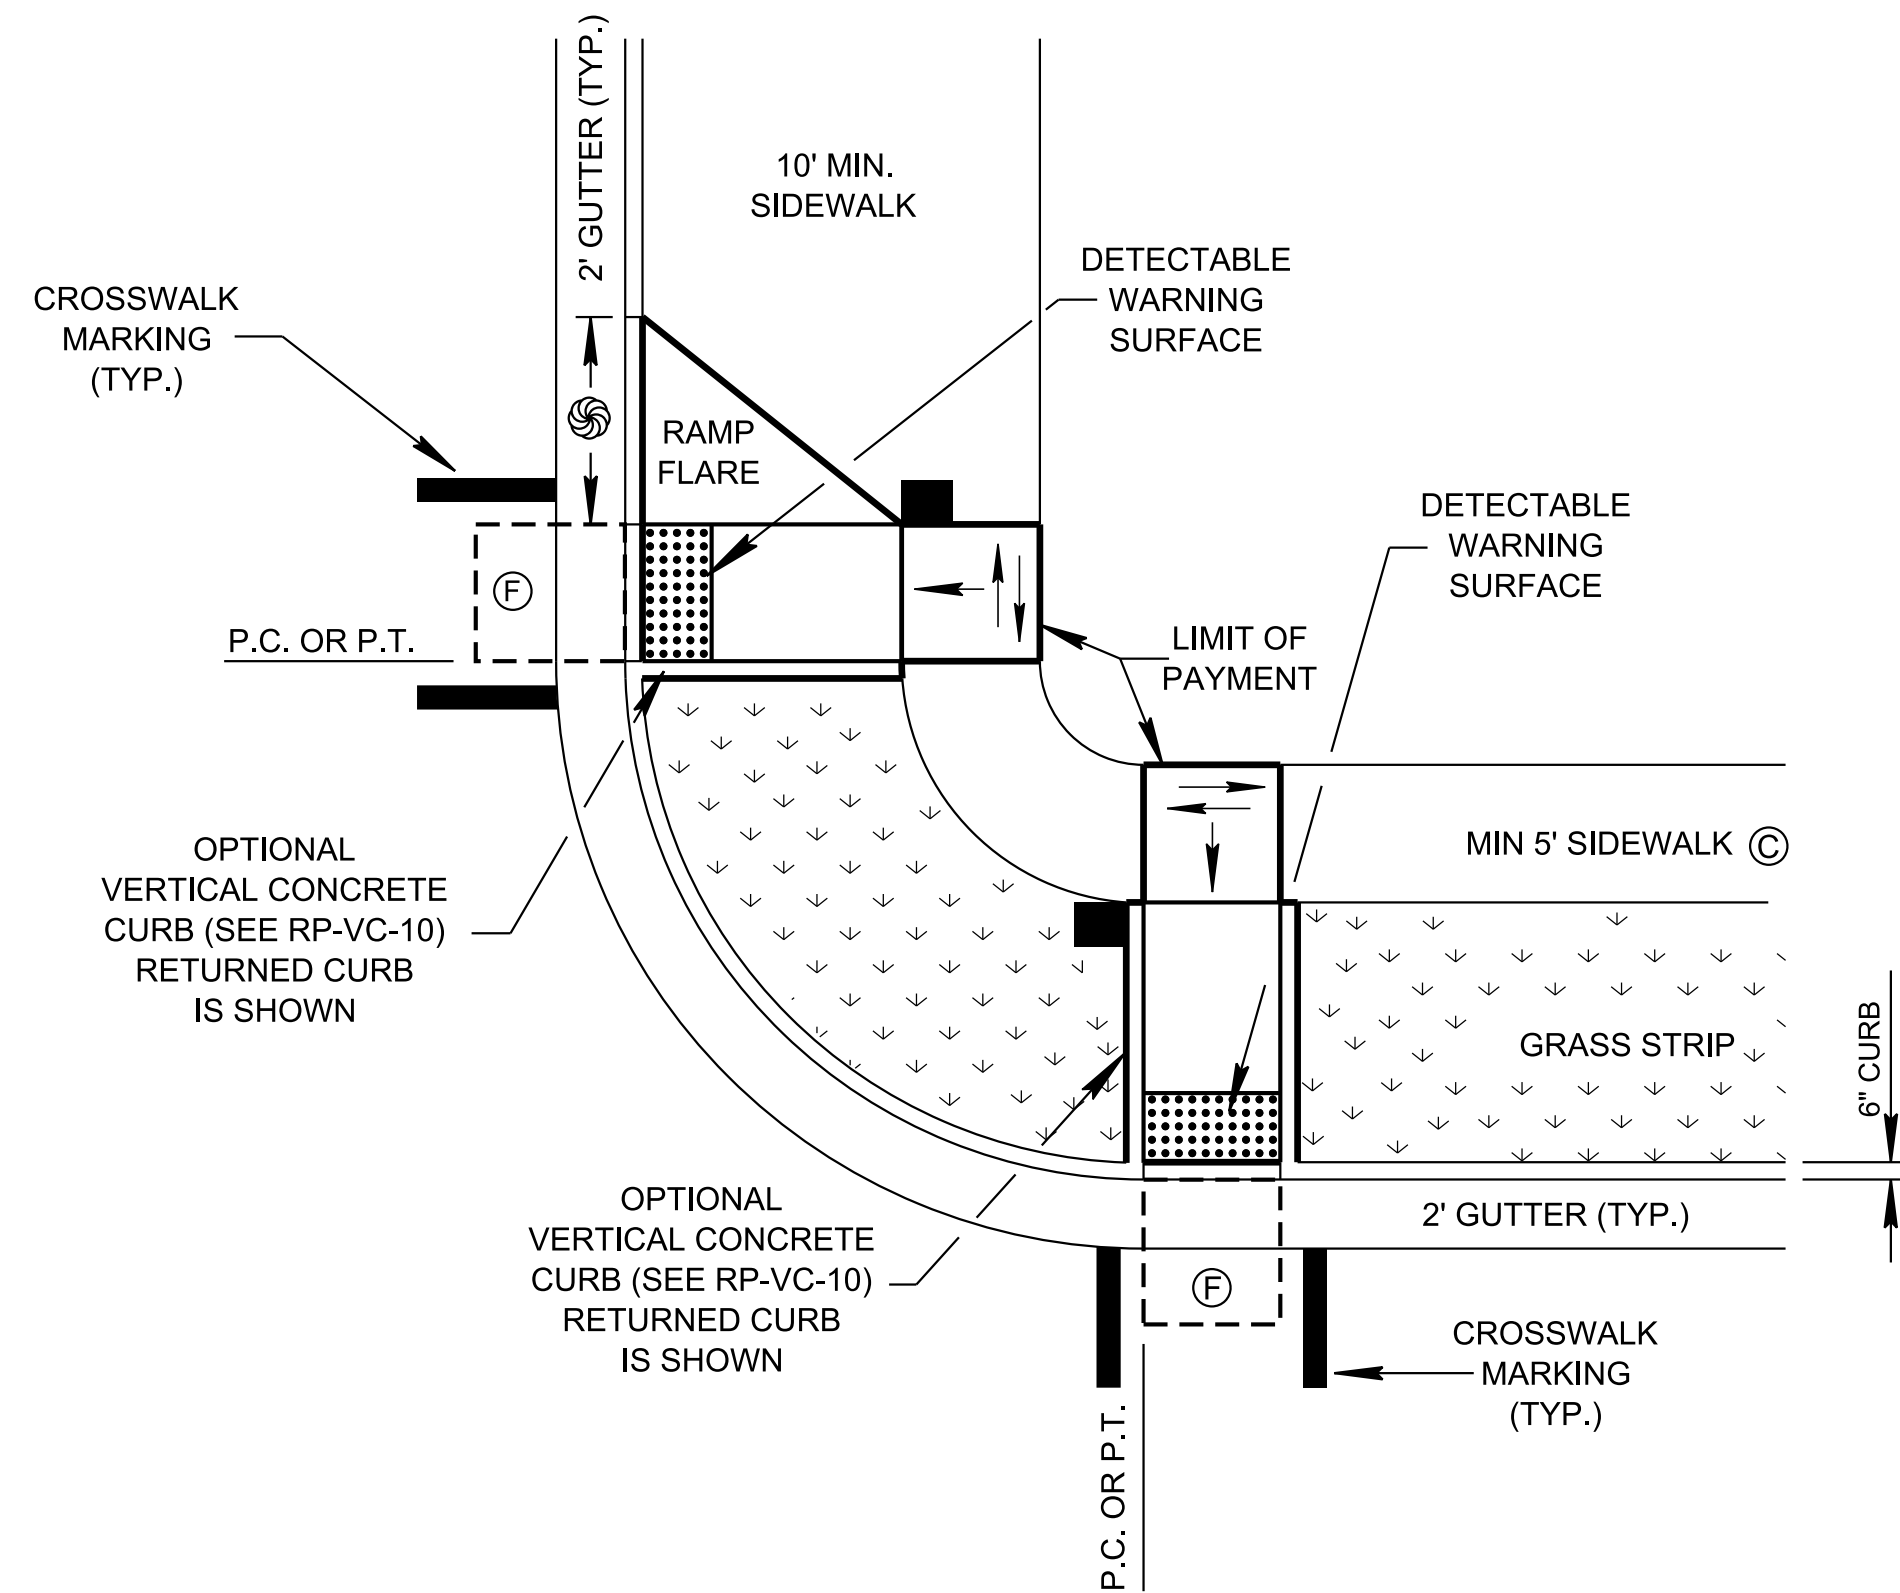 2' GUTTER (TYP.)
10' MIN.
SIDEWALK
DETECTABLE
WARNING
SURFACE
CROSSWALK
MARKING
(TYP.)
RAMP
FLARE
DETECTABLE
WARNING
SURFACE
F
P.C. OR P.T.
LIMIT OF
PAYMENT
MIN 5' SIDEWALK C
OPTIONAL
VERTICAL CONCRETE
CURB (SEE RP-VC-10)
RETURNED CURB
IS SHOWN
GRASS STRIP
6" CURB
OPTIONAL
VERTICAL CONCRETE
CURB (SEE RP-VC-10)
RETURNED CURB
IS SHOWN
2' GUTTER (TYP.)
F
CROSSWALK
MARKING
(TYP.)
P.C. OR P.T.